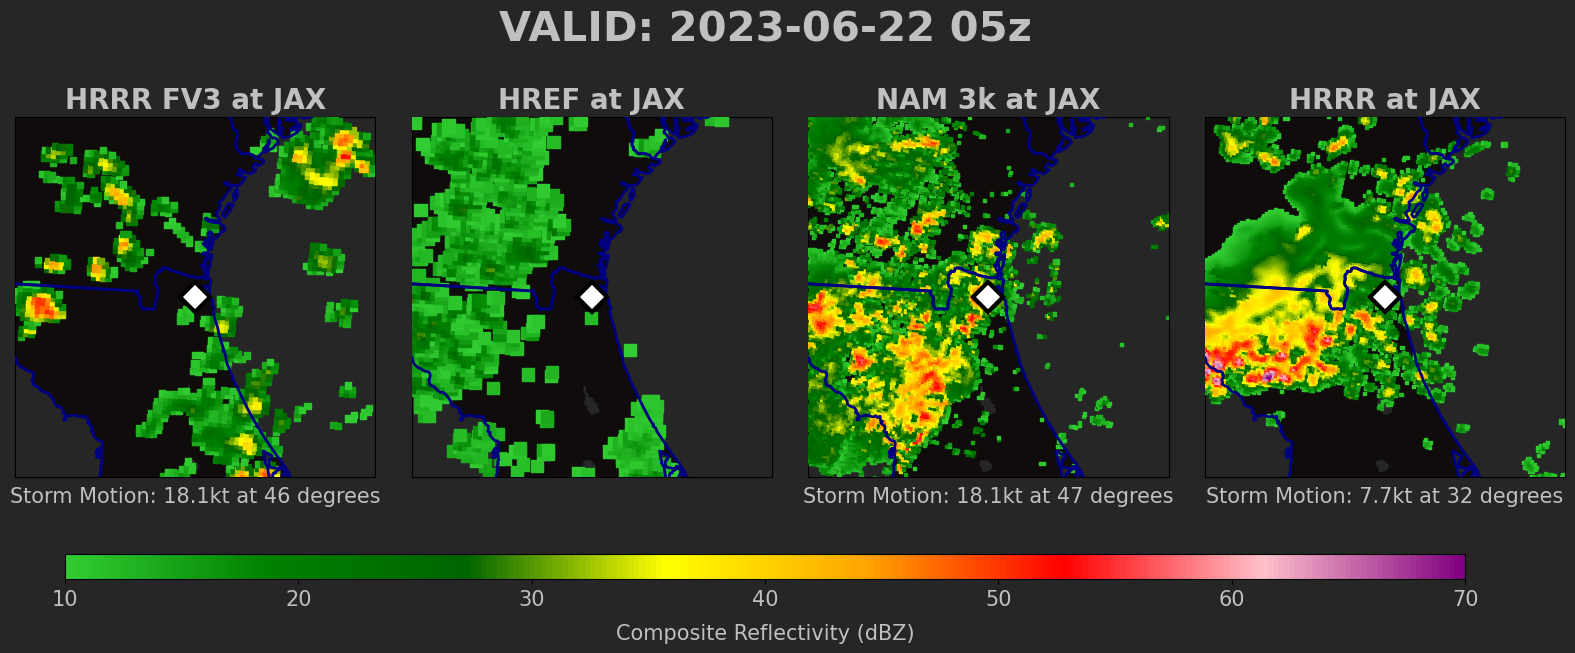 VALID: 2023-06-22 05z
HRRR FV3 at JAX
HREF at JAX
NAM 3k at JAX
HRRR at JAX
Storm Motion: 18.1kt at 46 degrees
Storm Motion: 18.1kt at 47 degrees
Storm Motion: 7.7kt at 32 degrees
10 20 30 40 50 60 70
Composite Reflectivity (dBZ)